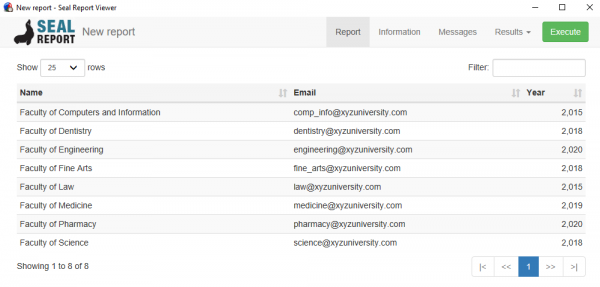 New report - Seal Report Viewer
SEAL REPORT New report Report Information Messages Results Execute
Show 25 rows Filter:
Name Email Year
Faculty of Computers and Information comp_info@xyzuniversity.com 2,015
Faculty of Dentistry dentistry@xyzuniversity.com 2,018
Faculty of Engineering engineering@xyzuniversity.com 2,020
Faculty of Fine Arts fine_arts@xyzuniversity.com 2,018
Faculty of Law law@xyzuniversity.com 2,015
Faculty of Medicine medicine@xyzuniversity.com 2,019
Faculty of Pharmacy pharmacy@xyzuniversity.com 2,020
Faculty of Science science@xyzuniversity.com 2,018
Showing 1 to 8 of 8 |< << 1 >> >|